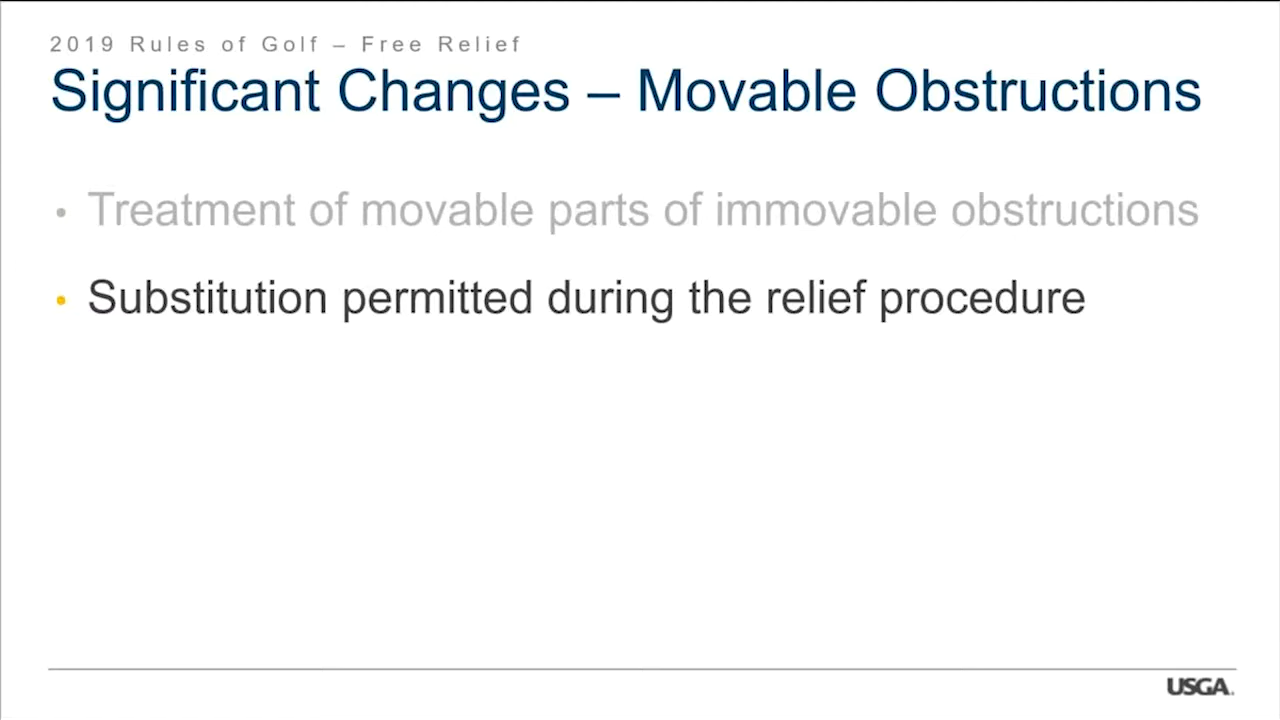 2019 Rules of Golf – Free Relief
Significant Changes – Movable Obstructions
• Treatment of movable parts of immovable obstructions
• Substitution permitted during the relief procedure
USGA.